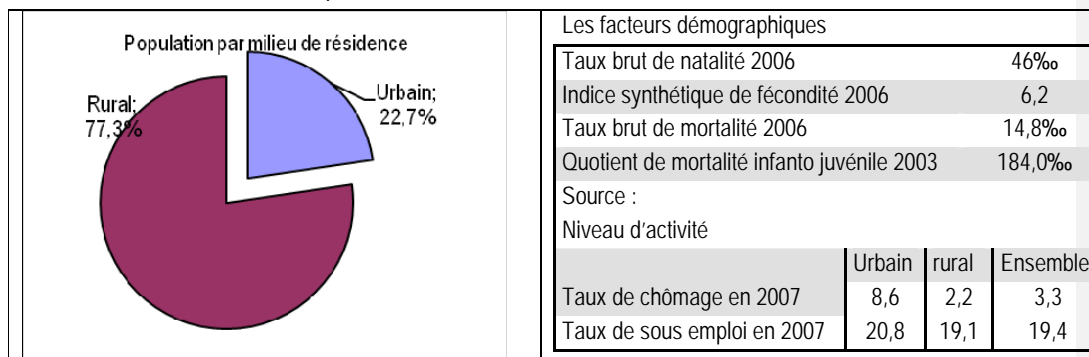 Population par milieu de résidence
Rural;
77,3%
Urbain;
22,7%
Les facteurs démographiques
Taux brut de natalité 2006 46‰
Indice synthétique de fécondité 2006 6,2
Taux brut de mortalité 2006 14,8‰
Quotient de mortalité infanto juvénile 2003 184,0‰
Source :
Niveau d’activité
Urbain rural Ensemble
Taux de chômage en 2007 8,6 2,2 3,3
Taux de sous emploi en 2007 20,8 19,1 19,4